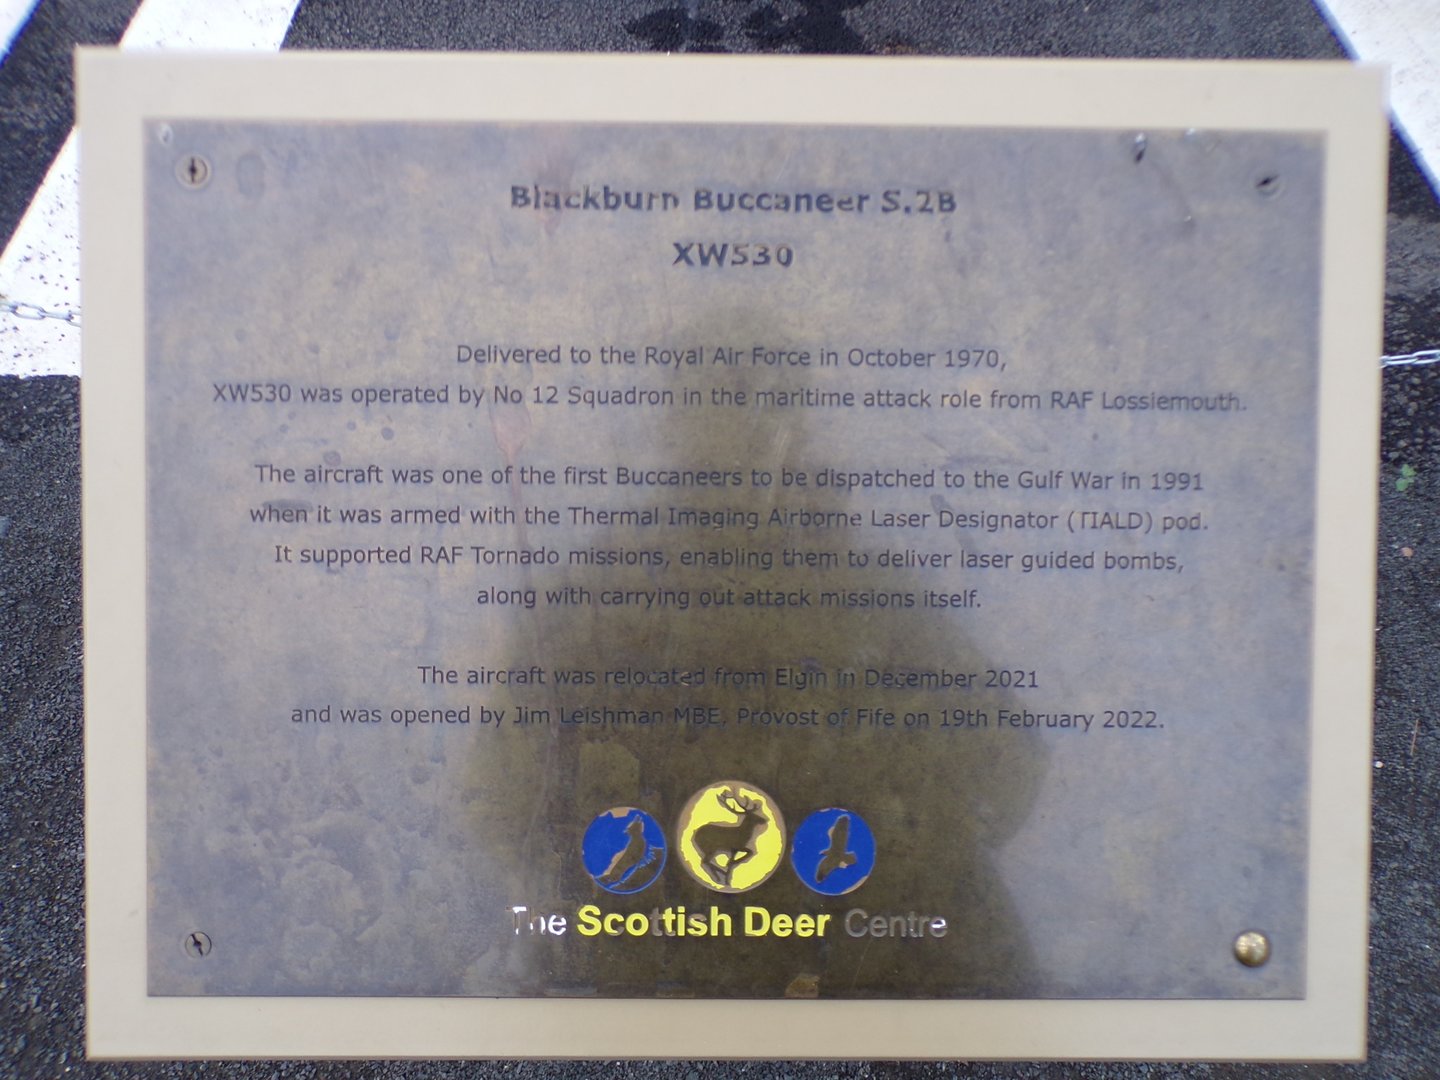 Blackburn Buccaneer S.2B
XW530
Delivered to the Royal Air Force in October 1970,
XW530 was operated by No 12 Squadron in the maritime attack role from RAF Lossiemouth.
The aircraft was one of the first Buccaneers to be dispatched to the Gulf War in 1991
when it was armed with the Thermal Imaging Airborne Laser Designator (TIALD) pod.
It supported RAF Tornado missions, enabling them to deliver laser guided bombs,
along with carrying out attack missions itself.
The aircraft was relocated from Elgin in December 2021
and was opened by Jim Leishman MBE, Provost of Fife on 19th February 2022.
The Scottish Deer Centre